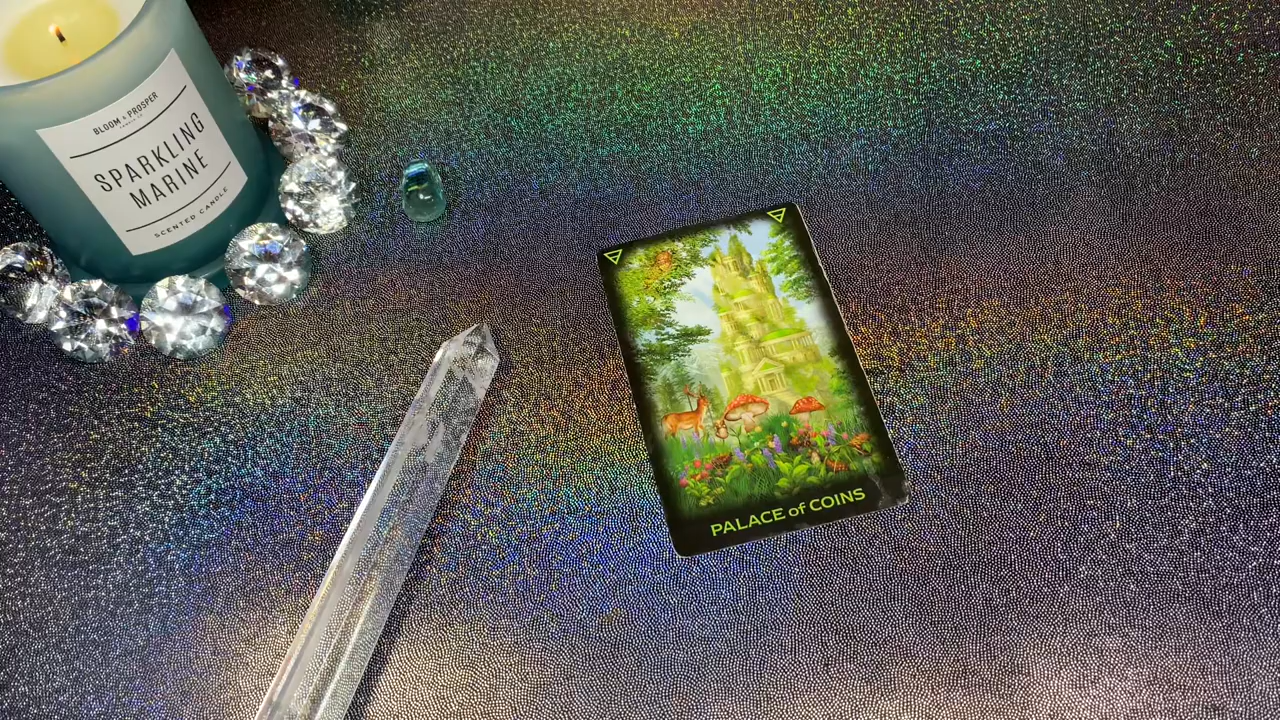 BLOOM & PROSPER
SPARKLING
MARINE
SCENTED CANDLE
PALACE of COINS